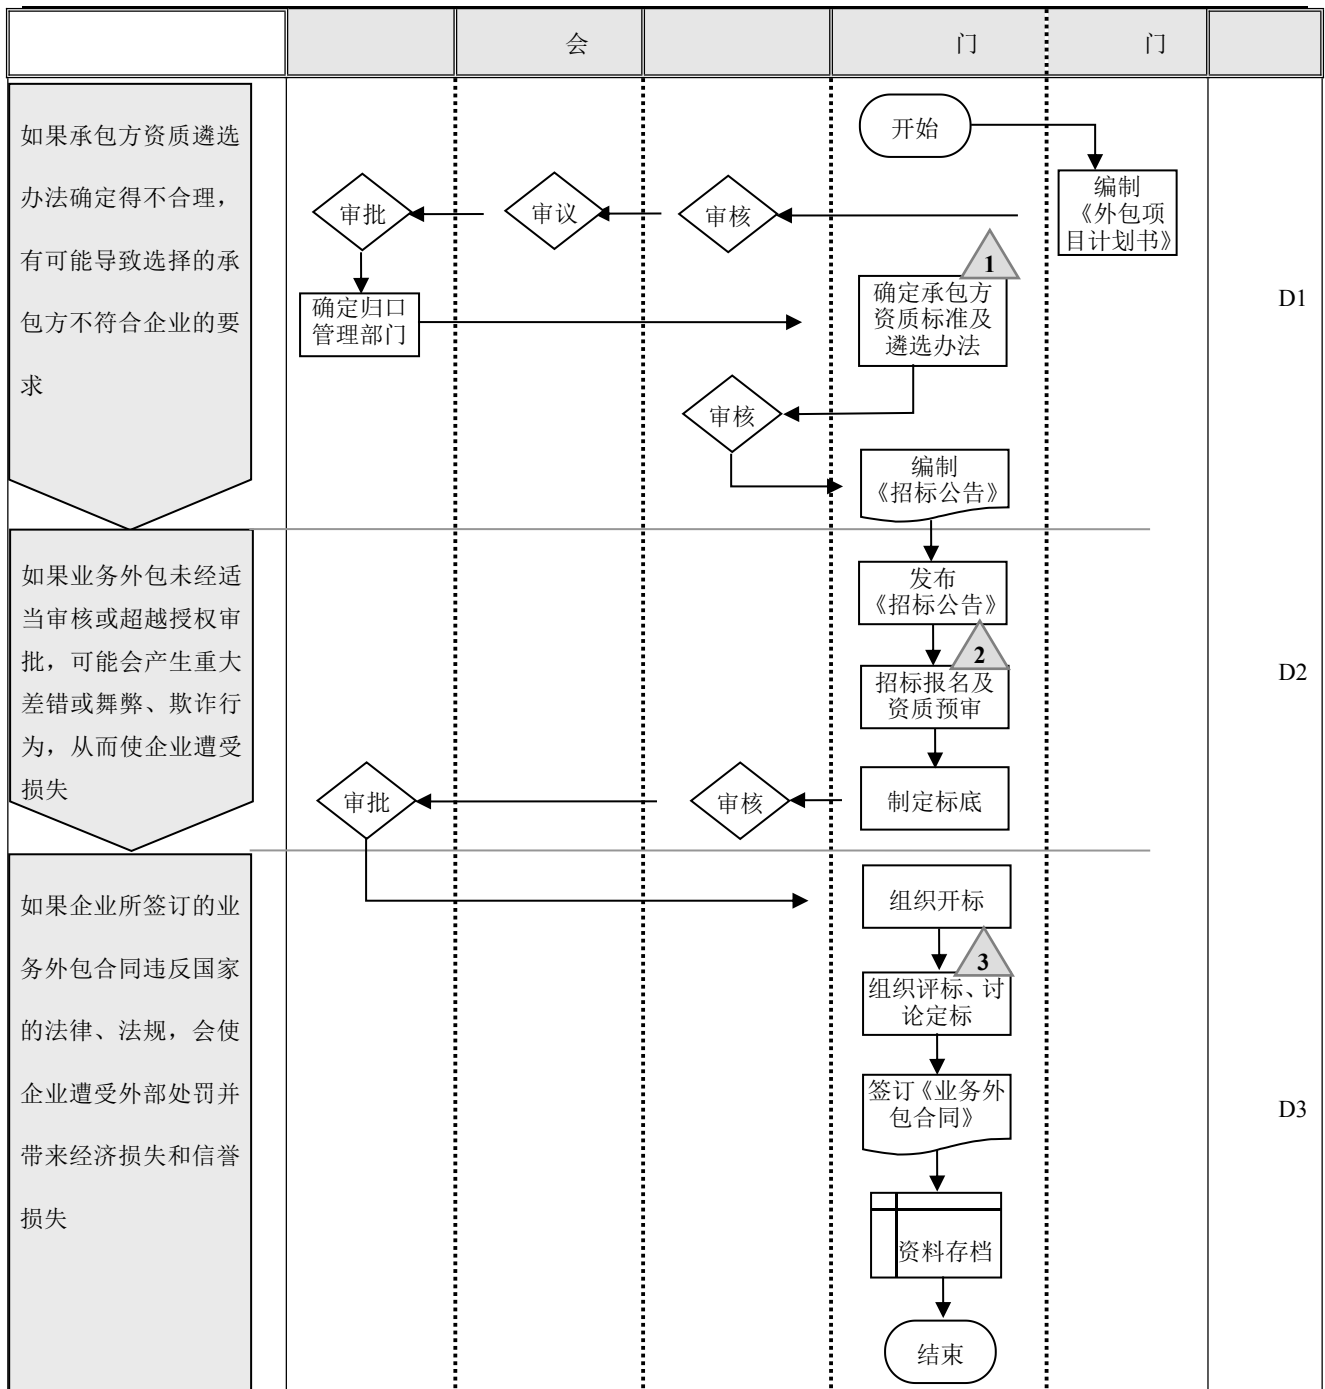 会
门
门
如果承包方资质遴选
办法确定得不合理，
有可能导致选择的承
包方不符合企业的要
求
开始
编制
《外包项
目计划书》
审核
审议
审批
确定归口
管理部门
1
确定承包方
资质标准及
遴选办法
D1
审核
编制
《招标公告》
如果业务外包未经适
当审核或超越授权审
批，可能会产生重大
差错或舞弊、欺诈行
为，从而使企业遭受
损失
发布
《招标公告》
2
招标报名及
资质预审
D2
制定标底
审核
审批
如果企业所签订的业
务外包合同违反国家
的法律、法规，会使
企业遭受外部处罚并
带来经济损失和信誉
损失
组织开标
3
组织评标、讨
论定标
签订《业务外
包合同》
D3
资料存档
结束